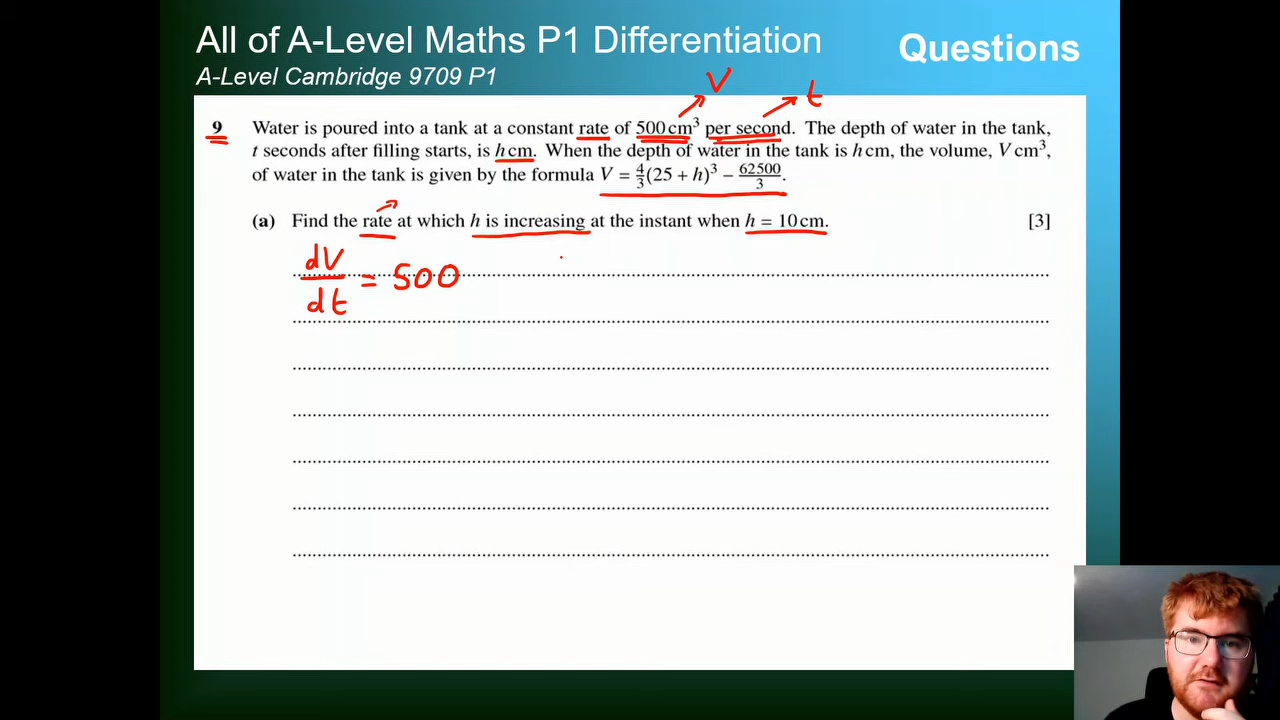 All of A-Level Maths P1 Differentiation
Questions
A-Level Cambridge 9709 P1
V
t
9 Water is poured into a tank at a constant rate of 500 cm³ per second. The depth of water in the tank,
t seconds after filling starts, is h cm. When the depth of water in the tank is h cm, the volume, V cm³,
of water in the tank is given by the formula V = 4/3(25 + h)³ − 62500/3.
(a) Find the rate at which h is increasing at the instant when h = 10 cm. [3]
dV/dt = 500